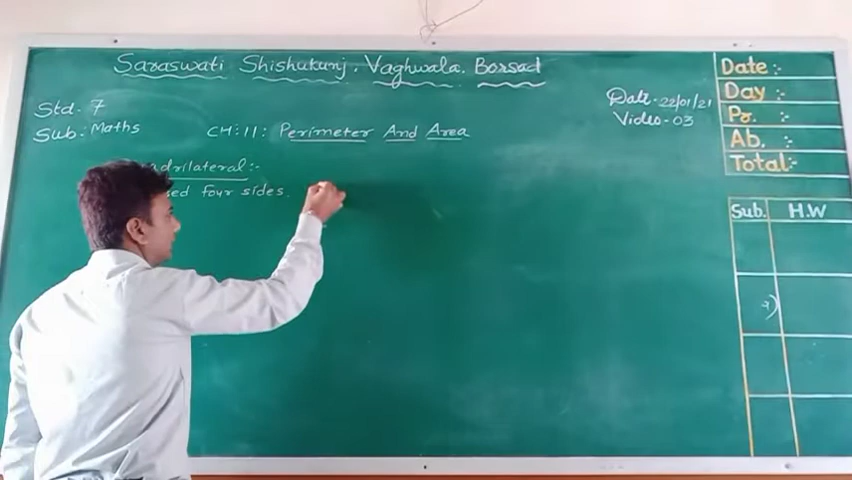 Saraswati Shishukunj. Vaghwala. Borsad
Std. 7
Sub: Maths
CH:11: Perimeter And Area
Date - 22/01/21
Video - 03
adrilateral :-
sed four sides.
Date :-
Day :-
Pr. :-
Ab. :-
Total :-
Sub. H.W